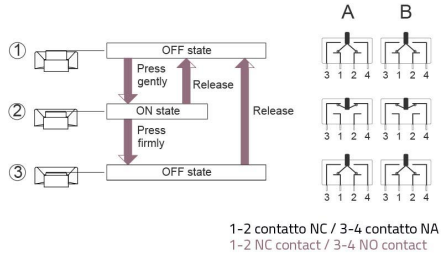 A B
1 OFF state
Press gently
Release
3 1 2 4 3 1 2 4
2 ON state
Release
Press firmly
3 1 2 4 3 1 2 4
3 OFF state
3 1 2 4 3 1 2 4
1-2 contatto NC / 3-4 contatto NA
1-2 NC contact / 3-4 NO contact